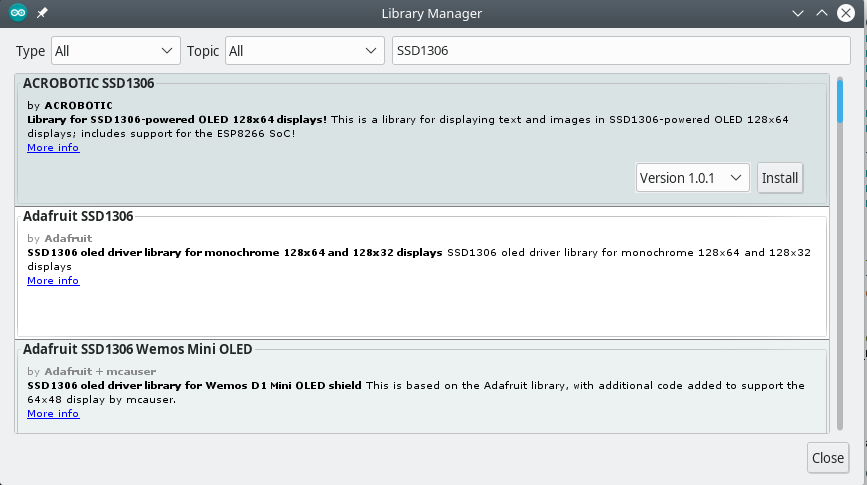 Library Manager
Type All Topic All SSD1306
ACROBOTIC SSD1306
by ACROBOTIC
Library for SSD1306-powered OLED 128x64 displays! This is a library for displaying text and images in SSD1306-powered OLED 128x64
displays; includes support for the ESP8266 SoC!
More info
Version 1.0.1 Install
Adafruit SSD1306
by Adafruit
SSD1306 oled driver library for monochrome 128x64 and 128x32 displays SSD1306 oled driver library for monochrome 128x64 and 128x32
displays
More info
Adafruit SSD1306 Wemos Mini OLED
by Adafruit + mcauser
SSD1306 oled driver library for Wemos D1 Mini OLED shield This is based on the Adafruit library, with additional code added to support the
64x48 display by mcauser.
More info
Close